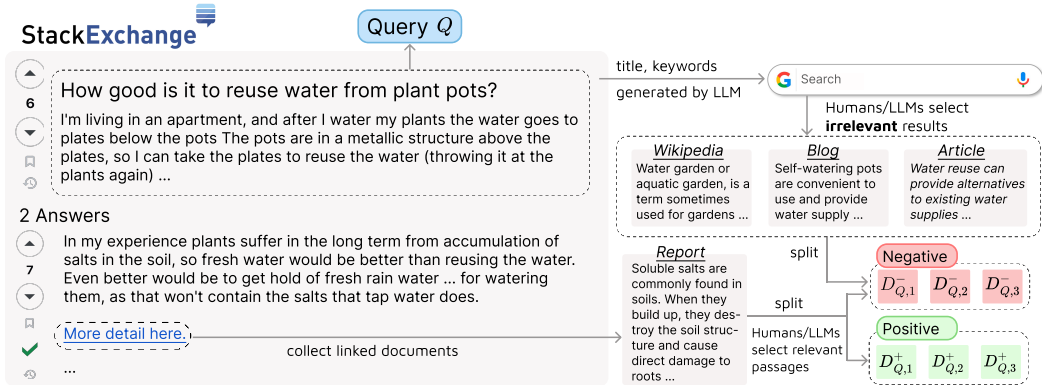 StackExchange
Query Q
6
How good is it to reuse water from plant pots?
I'm living in an apartment, and after I water my plants the water goes to
plates below the pots The pots are in a metallic structure above the
plates, so I can take the plates to reuse the water (throwing it at the
plants again) ...
2 Answers
7
In my experience plants suffer in the long term from accumulation of
salts in the soil, so fresh water would be better than reusing the water.
Even better would be to get hold of fresh rain water ... for watering
them, as that won't contain the salts that tap water does.
More detail here.
...
collect linked documents
title, keywords
generated by LLM
G Search
Humans/LLMs select
irrelevant results
Wikipedia
Water garden or
aquatic garden, is a
term sometimes
used for gardens ...
Blog
Self-watering pots
are convenient to
use and provide
water supply ...
Article
Water reuse can
provide alternatives
to existing water
supplies ...
split
Report
Soluble salts are
commonly found in
soils. When they
build up, they des-
troy the soil struc-
ture and cause
direct damage to
roots ...
split
Humans/LLMs
select relevant
passages
Negative
D⁻Q,1 D⁻Q,2 D⁻Q,3
Positive
D⁺Q,1 D⁺Q,2 D⁺Q,3